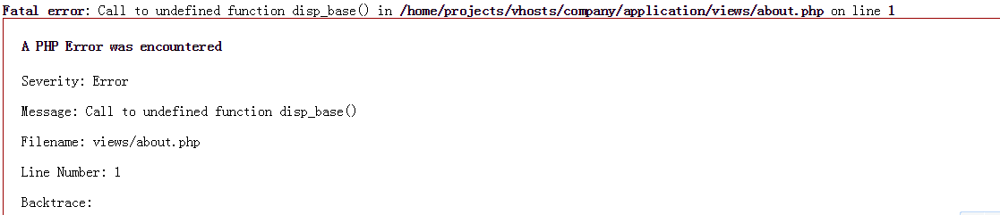 Fatal error: Call to undefined function disp_base() in /home/projects/vhosts/company/application/views/about.php on line 1
A PHP Error was encountered
Severity: Error
Message: Call to undefined function disp_base()
Filename: views/about.php
Line Number: 1
Backtrace: